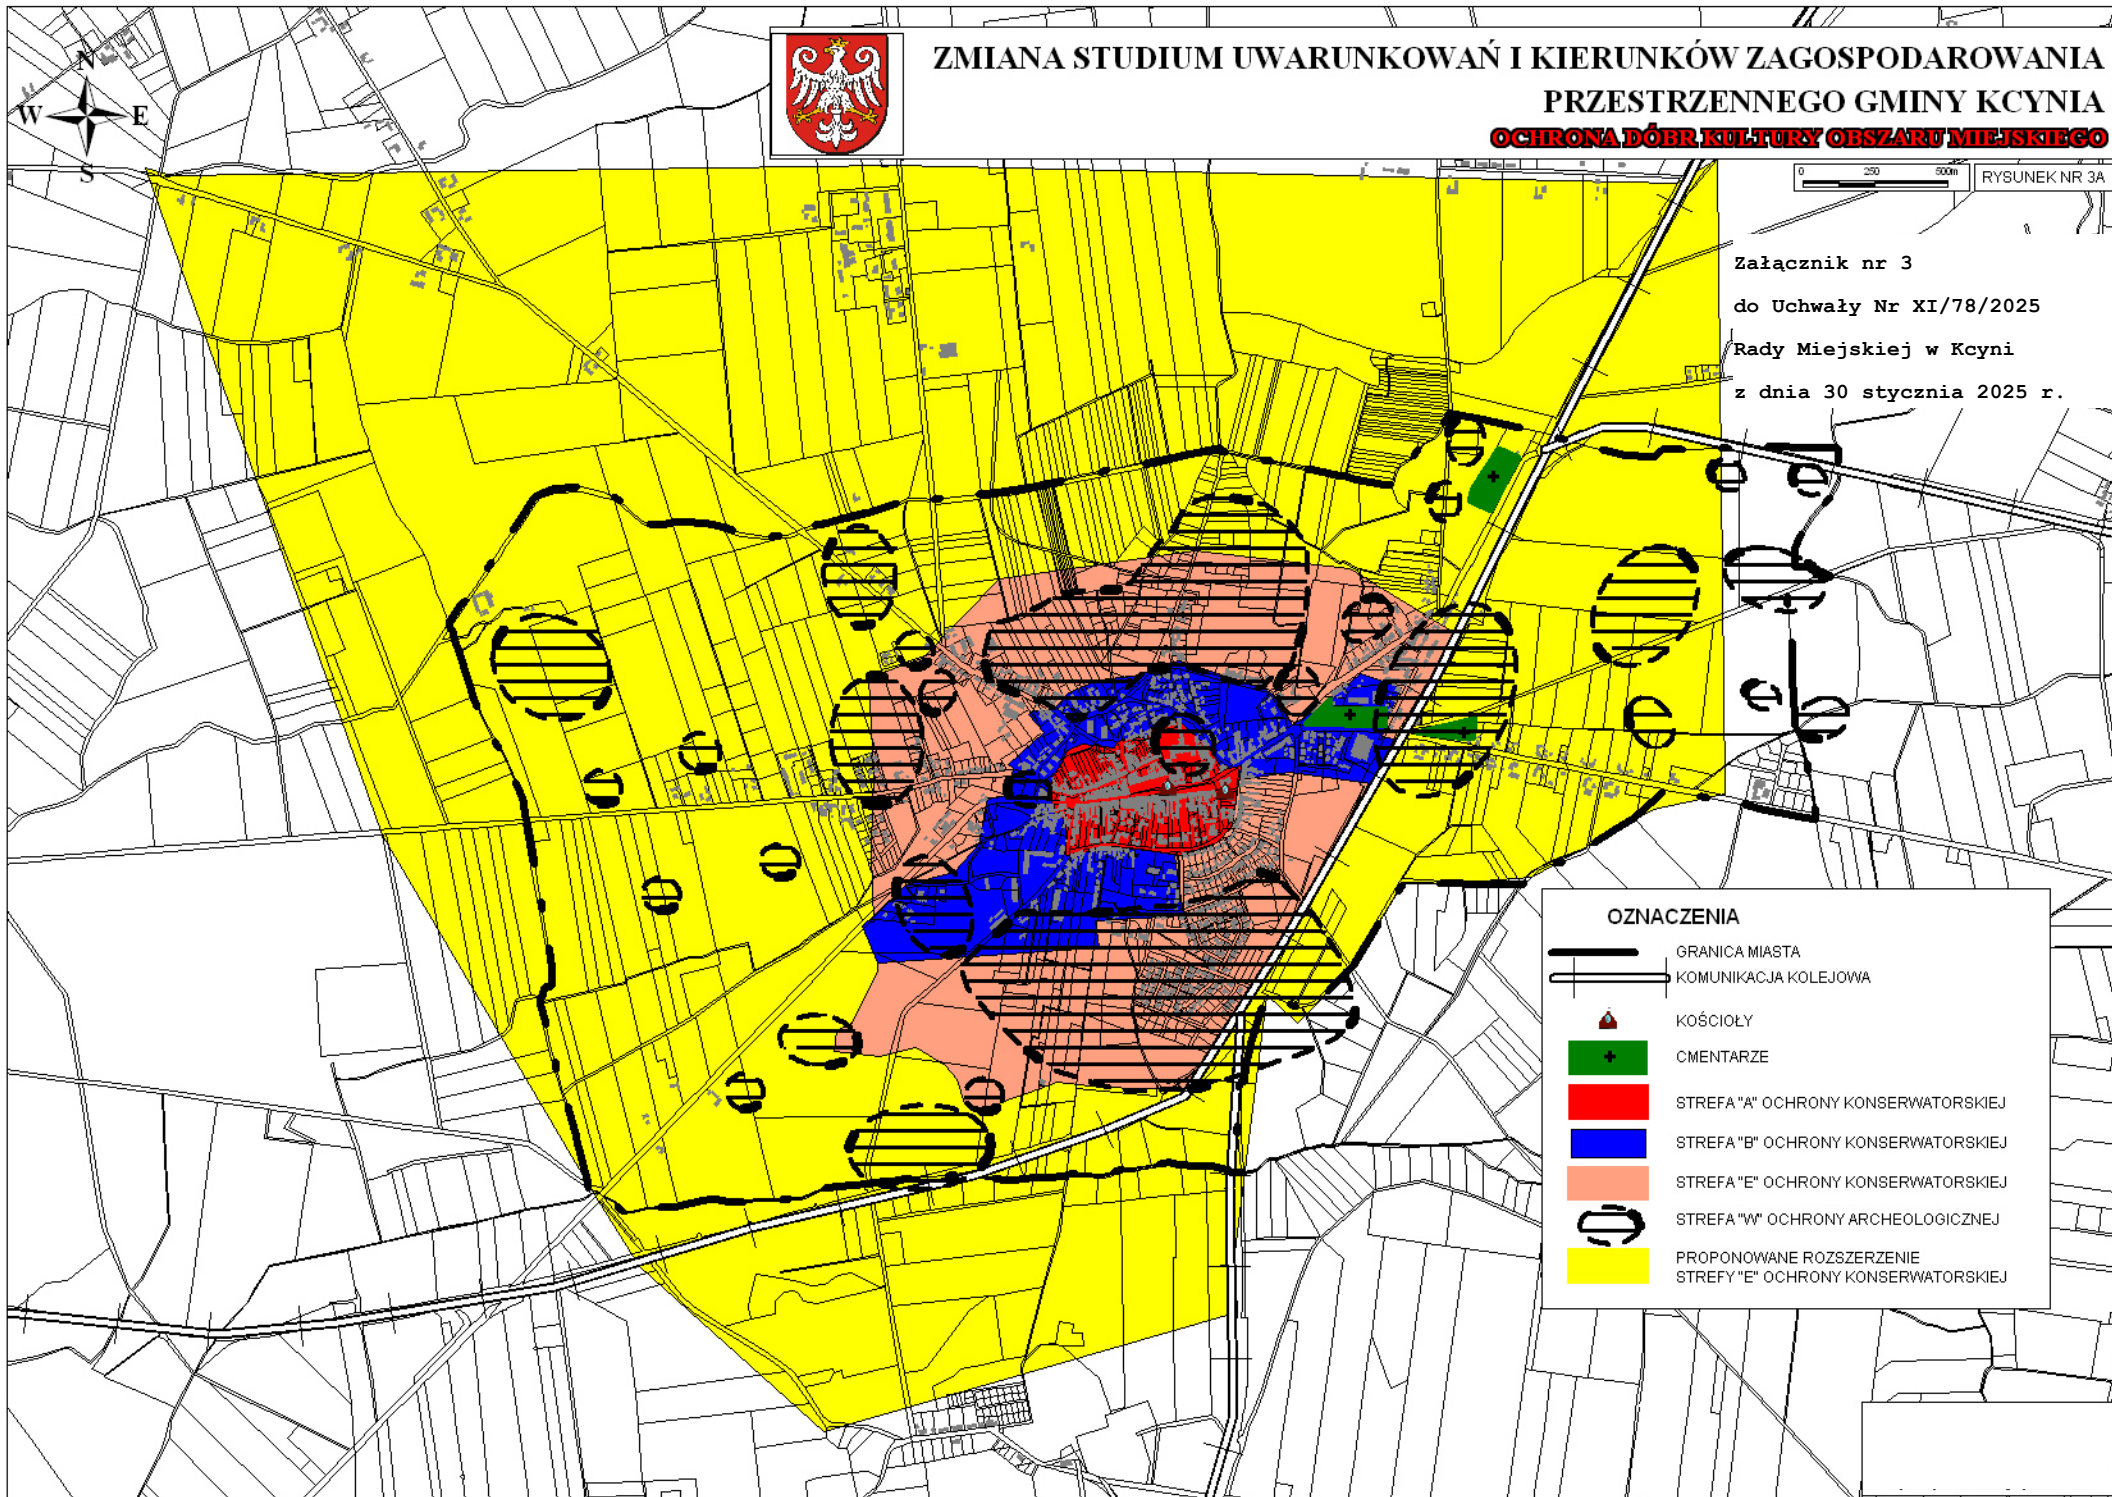 ZMIANA STUDIUM UWARUNKOWAŃ I KIERUNKÓW ZAGOSPODAROWANIA
PRZESTRZENNEGO GMINY KCYNIA
OCHRONA DÓBR KULTURY OBSZARU MIEJSKIEGO
N
W E
S
0 250 500m
RYSUNEK NR 3A
Załącznik nr 3
do Uchwały Nr XI/78/2025
Rady Miejskiej w Kcyni
z dnia 30 stycznia 2025 r.
OZNACZENIA
GRANICA MIASTA
KOMUNIKACJA KOLEJOWA
KOŚCIOŁY
CMENTARZE
STREFA "A" OCHRONY KONSERWATORSKIEJ
STREFA "B" OCHRONY KONSERWATORSKIEJ
STREFA "E" OCHRONY KONSERWATORSKIEJ
STREFA "W" OCHRONY ARCHEOLOGICZNEJ
PROPONOWANE ROZSZERZENIE
STREFY "E" OCHRONY KONSERWATORSKIEJ